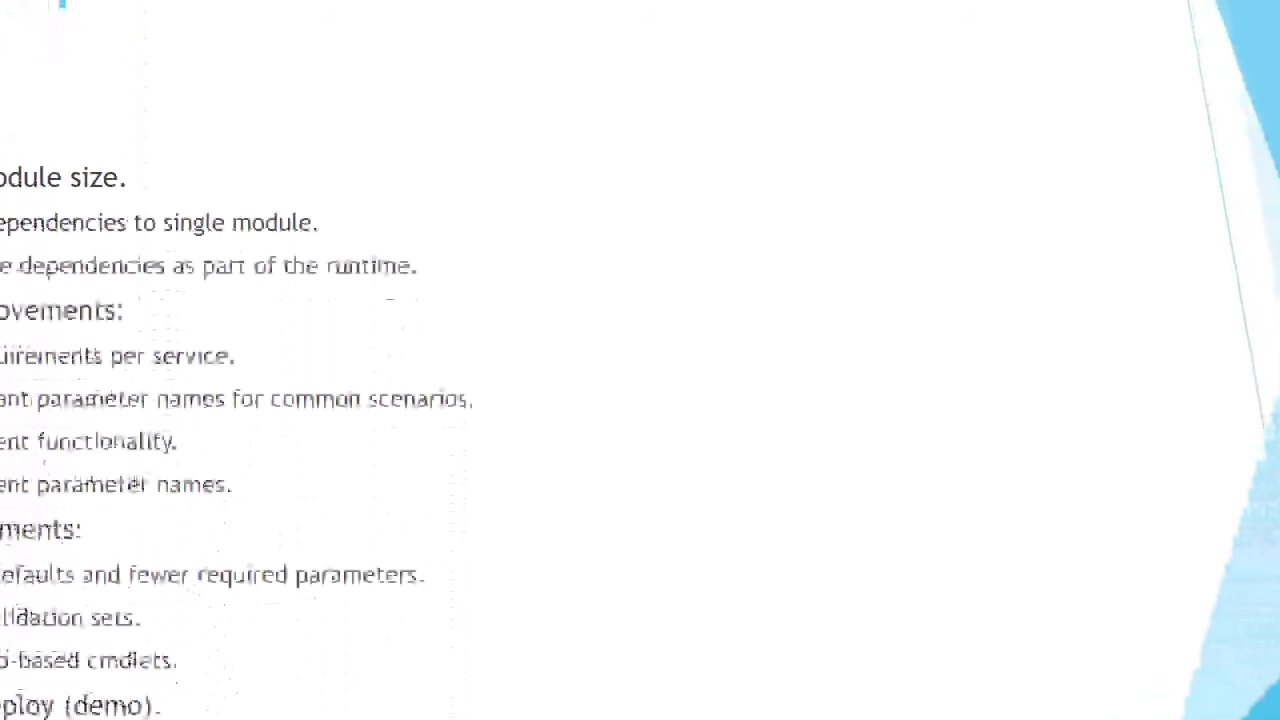 odule size.
ependencies to single module.
e dependencies as part of the runtime.
ovements:
uirements per service.
ant parameter names for common scenarios.
ent functionality.
ent parameter names.
ments:
efaults and fewer required parameters.
lidation sets.
o-based cmdlets.
ploy (demo).